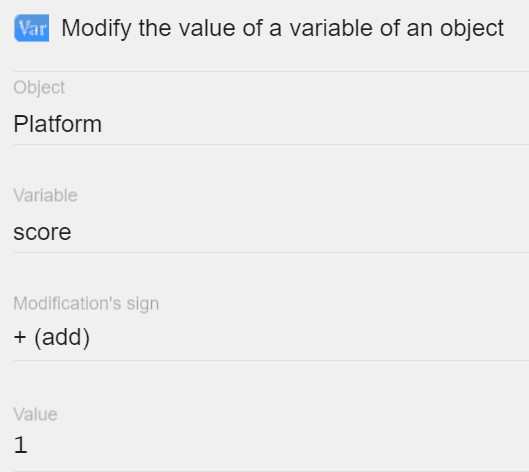 Var Modify the value of a variable of an object
Object
Platform
Variable
score
Modification's sign
+ (add)
Value
1